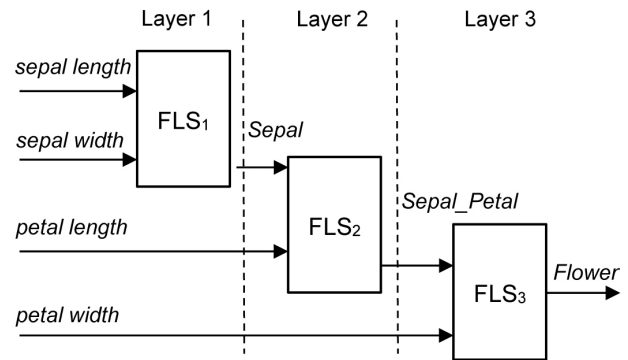 Layer 1
Layer 2
Layer 3
sepal length
FLS₁
sepal width
Sepal
Sepal_Petal
petal length
FLS₂
Flower
FLS₃
petal width